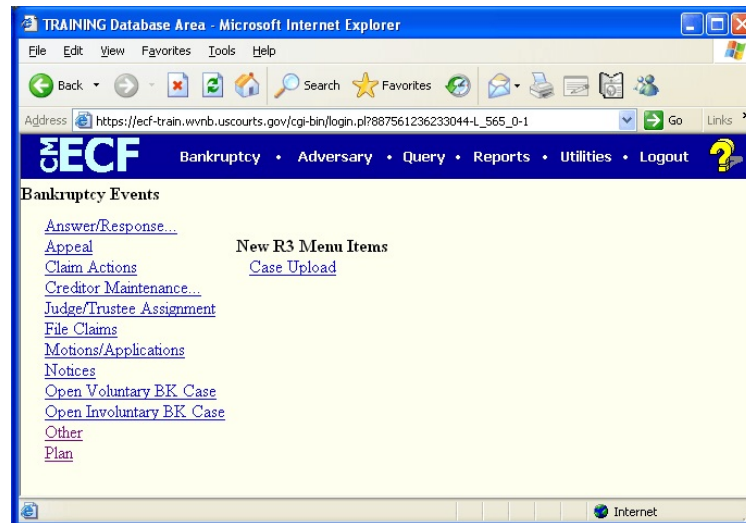 TRAINING Database Area - Microsoft Internet Explorer
File Edit View Favorites Tools Help
Back Search Favorites
Address https://ecf-train.wvnb.uscourts.gov/cgi-bin/login.pl?887561236233044-L_565_0-1 Go Links »
CM ECF Bankruptcy • Adversary • Query • Reports • Utilities • Logout ?
Bankruptcy Events
Answer/Response...
Appeal New R3 Menu Items
Claim Actions Case Upload
Creditor Maintenance...
Judge/Trustee Assignment
File Claims
Motions/Applications
Notices
Open Voluntary BK Case
Open Involuntary BK Case
Other
Plan
Internet